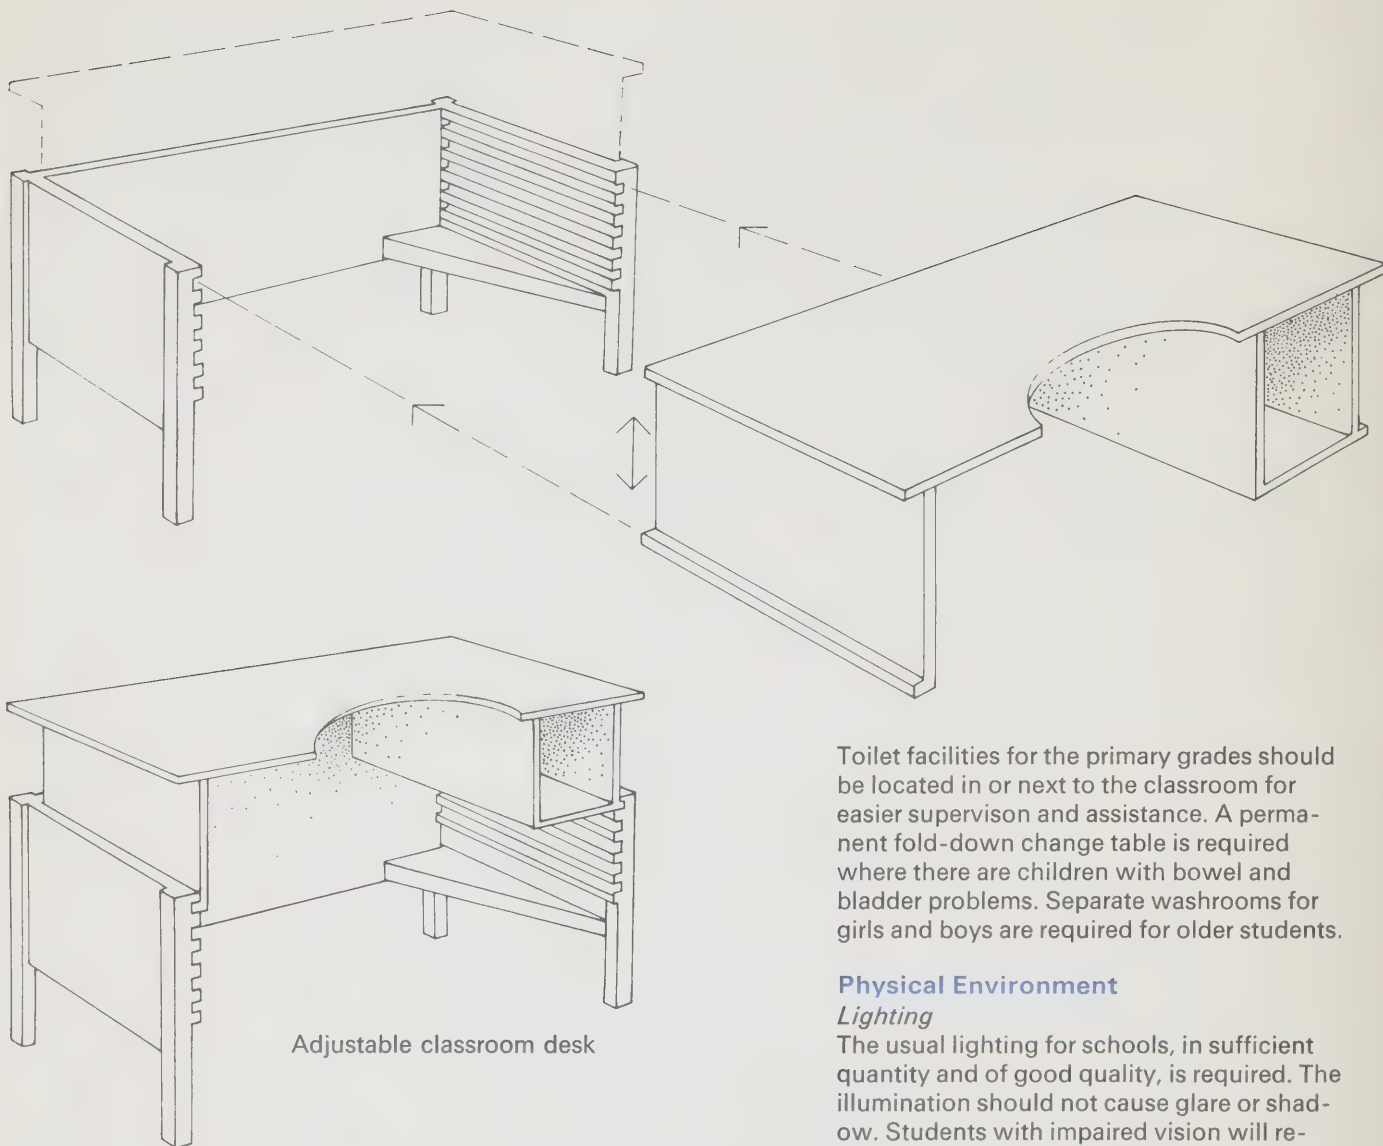 Adjustable classroom desk
Toilet facilities for the primary grades should
be located in or next to the classroom for
easier supervison and assistance. A perma-
nent fold-down change table is required
where there are children with bowel and
bladder problems. Separate washrooms for
girls and boys are required for older students.
Physical Environment
Lighting
The usual lighting for schools, in sufficient
quantity and of good quality, is required. The
illumination should not cause glare or shad-
ow. Students with impaired vision will re-